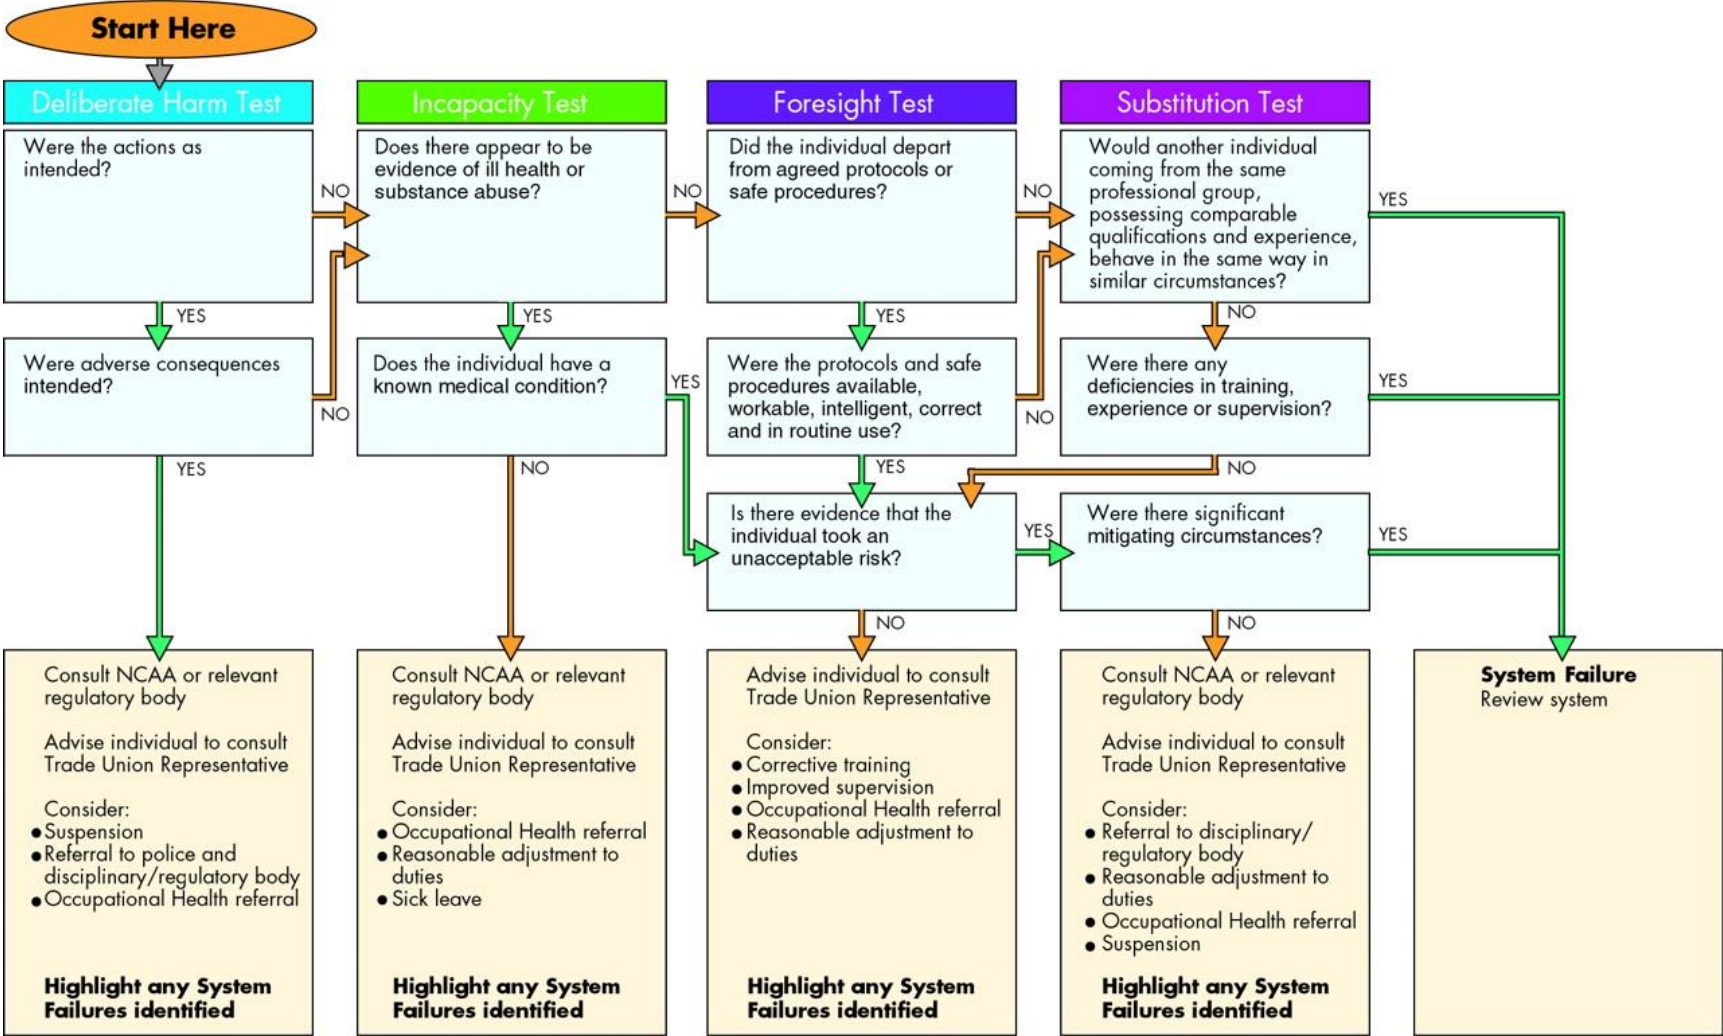 Start Here
Deliberate Harm Test
Were the actions as
intended?
NO
YES
Were adverse consequences
intended?
NO
YES
Consult NCAA or relevant
regulatory body
Advise individual to consult
Trade Union Representative
Consider:
● Suspension
● Referral to police and
disciplinary/regulatory body
● Occupational Health referral
Highlight any System
Failures identified
Incapacity Test
Does there appear to be
evidence of ill health or
substance abuse?
NO
YES
Does the individual have a
known medical condition?
YES
NO
Consult NCAA or relevant
regulatory body
Advise individual to consult
Trade Union Representative
Consider:
● Occupational Health referral
● Reasonable adjustment to
duties
● Sick leave
Highlight any System
Failures identified
Foresight Test
Did the individual depart
from agreed protocols or
safe procedures?
NO
YES
Were the protocols and safe
procedures available,
workable, intelligent, correct
and in routine use?
NO
YES
Is there evidence that the
individual took an
unacceptable risk?
YES
NO
Advise individual to consult
Trade Union Representative
Consider:
● Corrective training
● Improved supervision
● Occupational Health referral
● Reasonable adjustment to
duties
Highlight any System
Failures identified
Substitution Test
Would another individual
coming from the same
professional group,
possessing comparable
qualifications and experience,
behave in the same way in
similar circumstances?
YES
NO
Were there any
deficiencies in training,
experience or supervision?
YES
NO
Were there significant
mitigating circumstances?
YES
NO
Consult NCAA or relevant
regulatory body
Advise individual to consult
Trade Union Representative
Consider:
● Referral to disciplinary/
regulatory body
● Reasonable adjustment to
duties
● Occupational Health referral
● Suspension
Highlight any System
Failures identified
System Failure
Review system